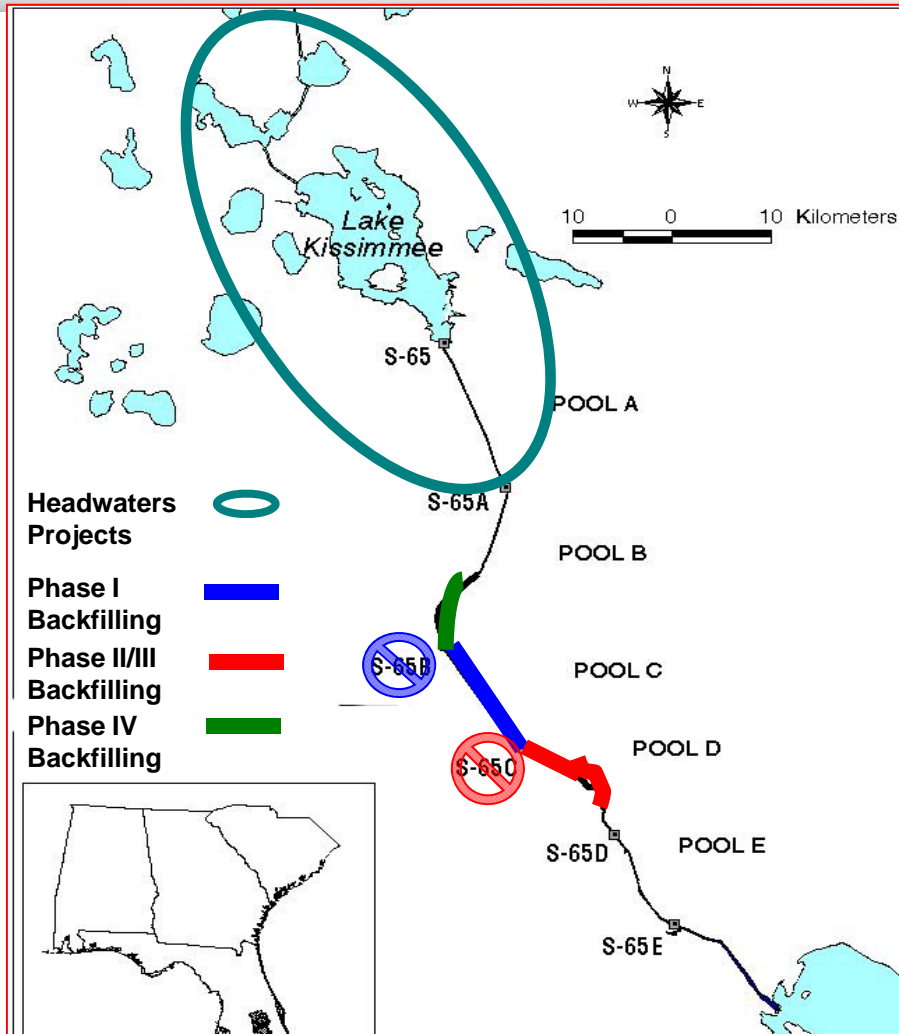 N
W E
S
10 0 10 Kilometers
Lake
Kissimmee
S-65
POOL A
S-65A
Headwaters
Projects
POOL B
Phase I
Backfilling
S-65B
POOL C
Phase II/III
Backfilling
Phase IV
Backfilling
POOL D
S-65C
S-65D
POOL E
S-65E